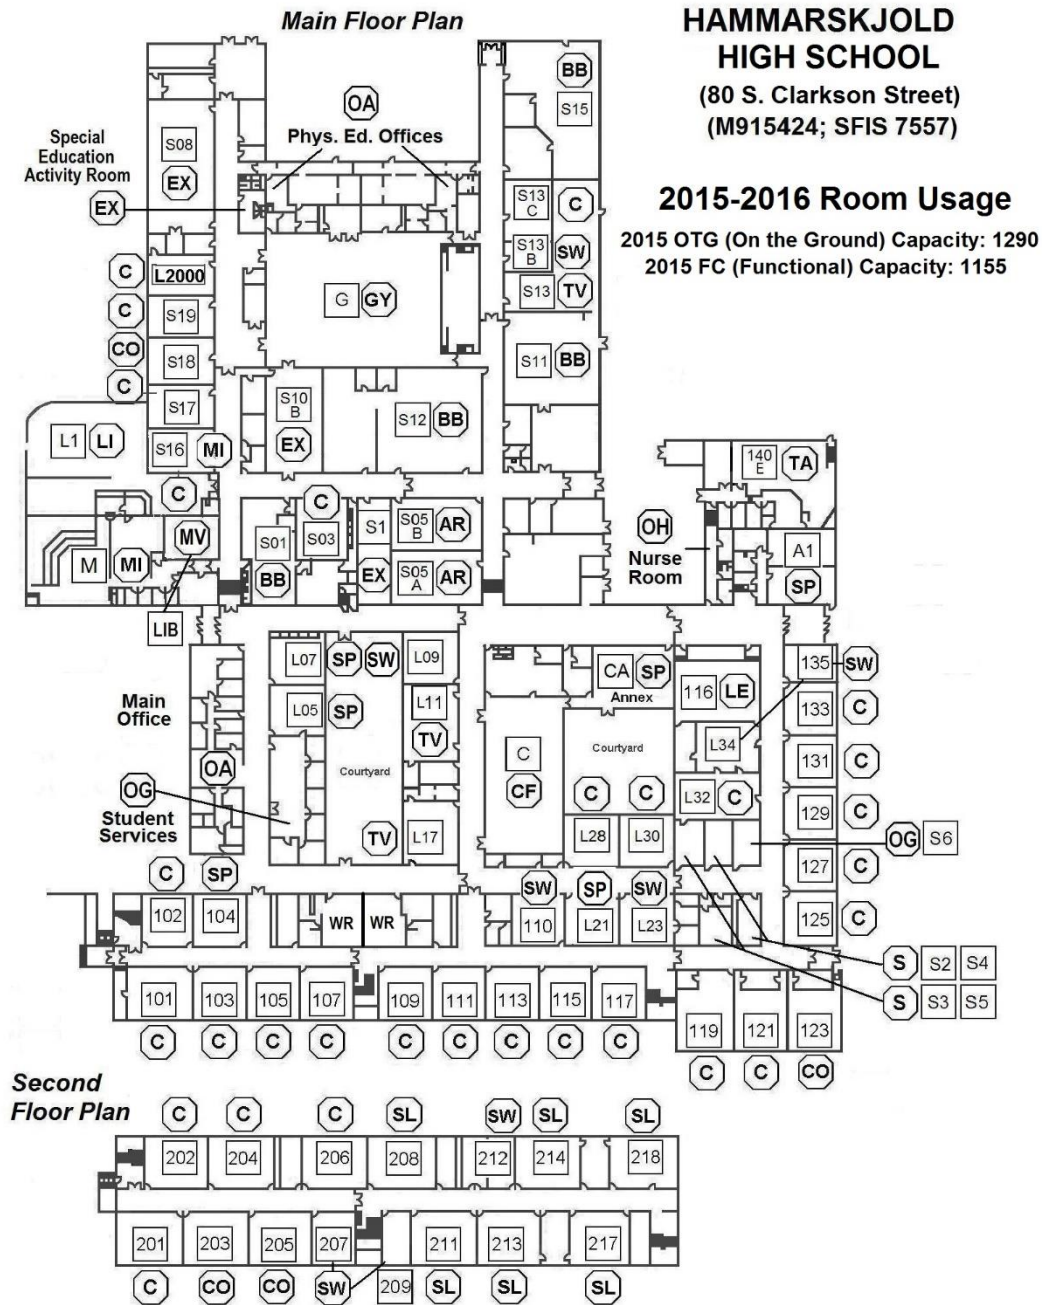 Main Floor Plan
HAMMARSKJOLD
HIGH SCHOOL
(80 S. Clarkson Street)
(M915424; SFIS 7557)
2015-2016 Room Usage
2015 OTG (On the Ground) Capacity: 1290
2015 FC (Functional) Capacity: 1155
BB
S15
OA
Phys. Ed. Offices
Special
Education
Activity Room
EX
S08
EX
S13
C
C
S13
B
SW
S13
TV
C
L2000
C
S19
CO
S18
C
S17
G
GY
S11
BB
S10
B
EX
S12
BB
L1
LI
S16
MI
C
140
E
TA
M
MI
MV
LIB
S01
BB
C
S03
S1
EX
S05
B
AR
S05
A
AR
OH
Nurse
Room
A1
SP
L07
SP
SW
L09
L05
SP
L11
TV
Main
Office
OA
OG
Student
Services
Courtyard
TV
L17
CA
SP
Annex
116
LE
135
SW
133
C
C
CF
Courtyard
L34
131
C
C
C
L32
C
129
C
L28
L30
OG
S6
127
C
C
SP
102
104
WR
WR
SW
SP
SW
110
L21
L23
125
C
S
S2
S4
S
S3
S5
101
103
105
107
109
111
113
115
117
119
121
123
C
C
C
C
C
C
C
C
C
C
C
CO
Second
Floor Plan
C
C
C
SL
SW
SL
SL
202
204
206
208
212
214
218
201
203
205
207
211
213
217
C
CO
CO
SW
209
SL
SL
SL